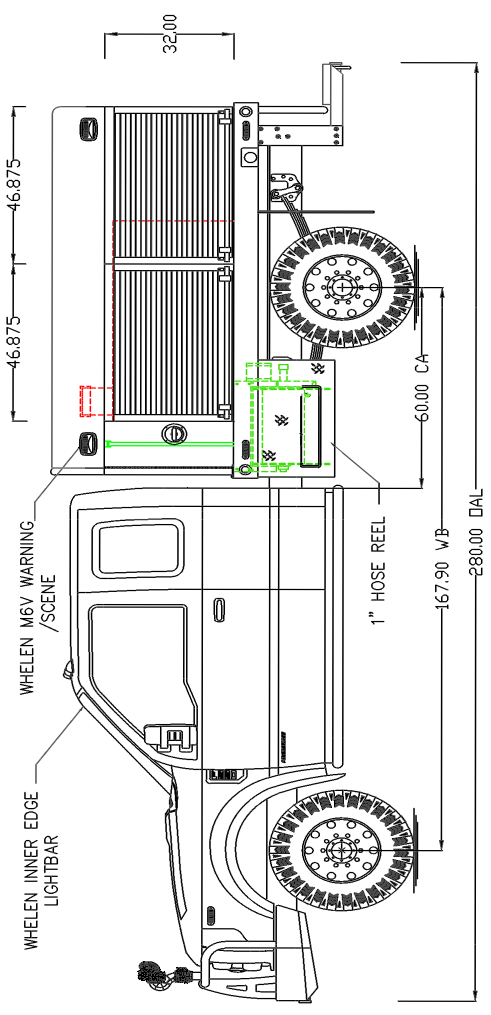 32.00
46.875
46.875
WHELEN M6V WARNING
/SCENE
WHELEN INNER EDGE
LIGHTBAR
1" HOSE REEL
60.00 CA
167.90 WB
280.00 OAL